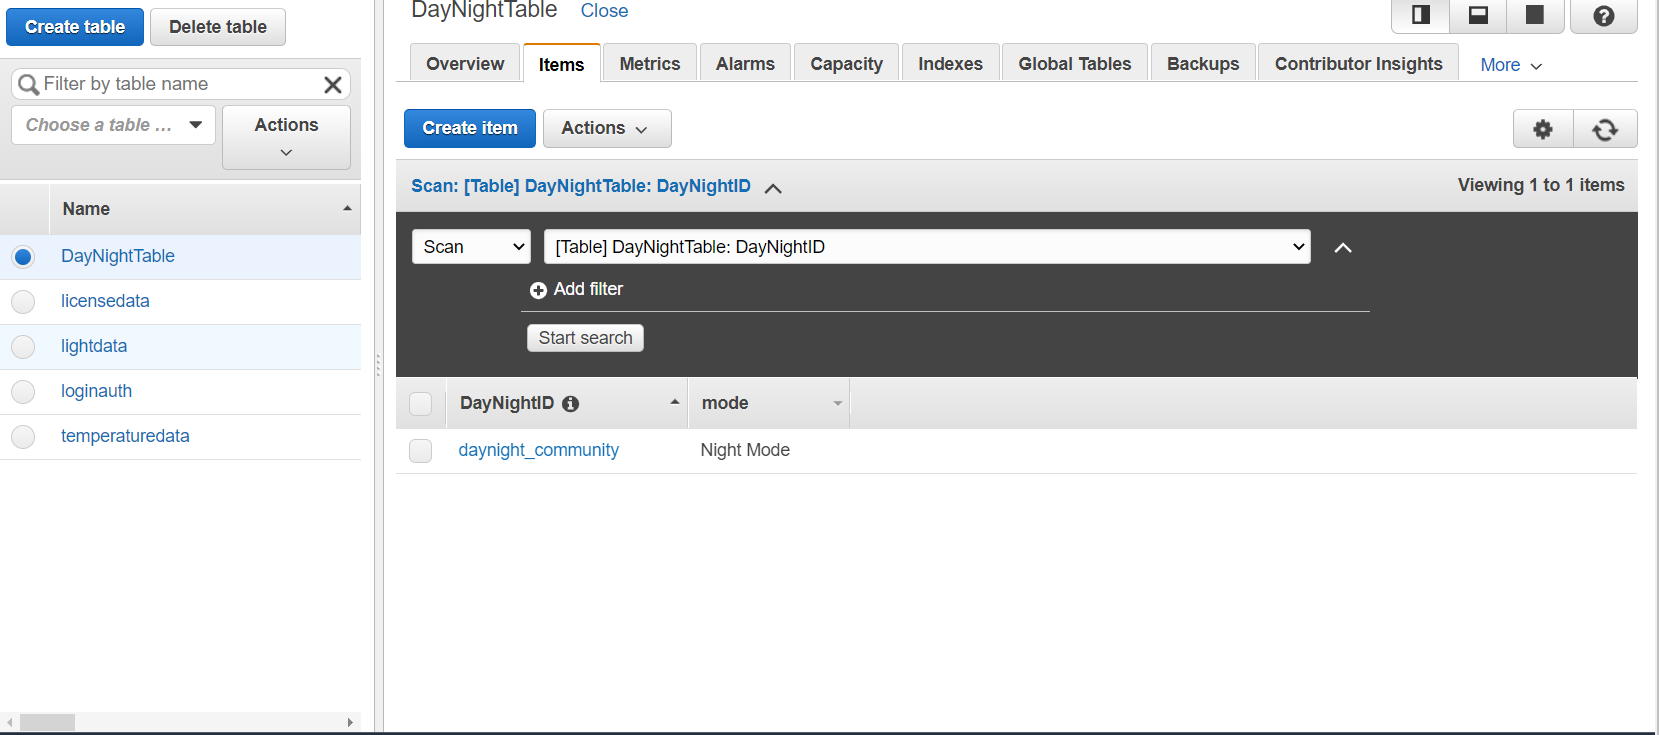 Create table Delete table
Filter by table name
Choose a table ... Actions
Name
DayNightTable
licensedata
lightdata
loginauth
temperaturedata
DayNightTable Close
Overview Items Metrics Alarms Capacity Indexes Global Tables Backups Contributor Insights More
Create item Actions
Scan: [Table] DayNightTable: DayNightID Viewing 1 to 1 items
Scan [Table] DayNightTable: DayNightID
Add filter
Start search
DayNightID mode
daynight_community Night Mode